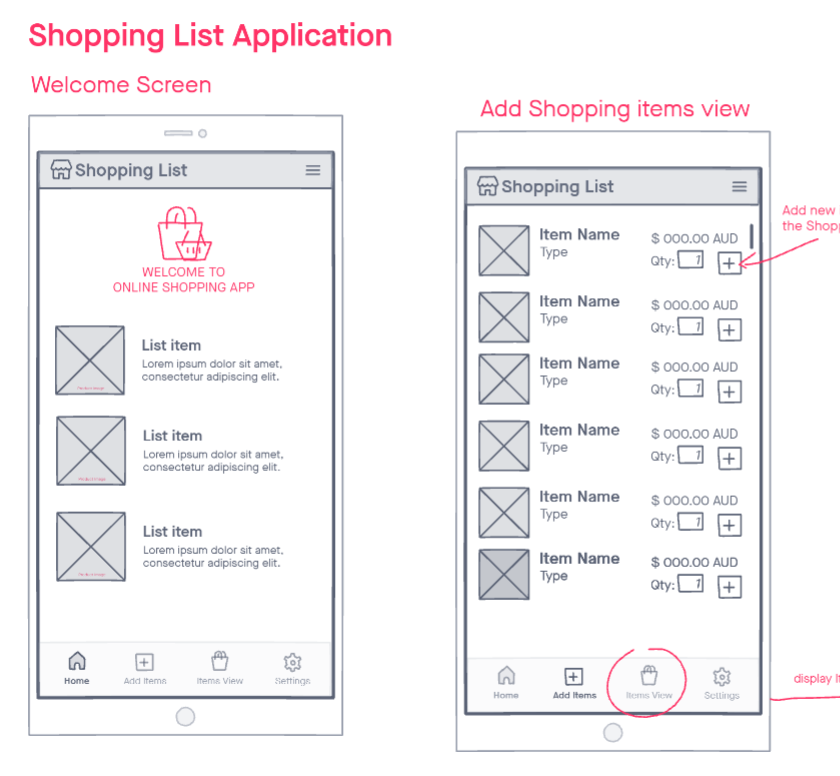 Shopping List Application
Welcome Screen
Shopping List
WELCOME TO
ONLINE SHOPPING APP
List item
Lorem ipsum dolor sit amet,
consectetur adipiscing elit.
List item
Lorem ipsum dolor sit amet,
consectetur adipiscing elit.
List item
Lorem ipsum dolor sit amet,
consectetur adipiscing elit.
Home
Add Items
Items View
Settings
Add Shopping items view
Shopping List
Item Name
Type
$ 000.00 AUD
Qty: 1
Item Name
Type
$ 000.00 AUD
Qty: 1
Item Name
Type
$ 000.00 AUD
Qty: 1
Item Name
Type
$ 000.00 AUD
Qty: 1
Item Name
Type
$ 000.00 AUD
Qty: 1
Item Name
Type
$ 000.00 AUD
Qty: 1
Home
Add Items
Items View
Settings
Add new
the Shop
display